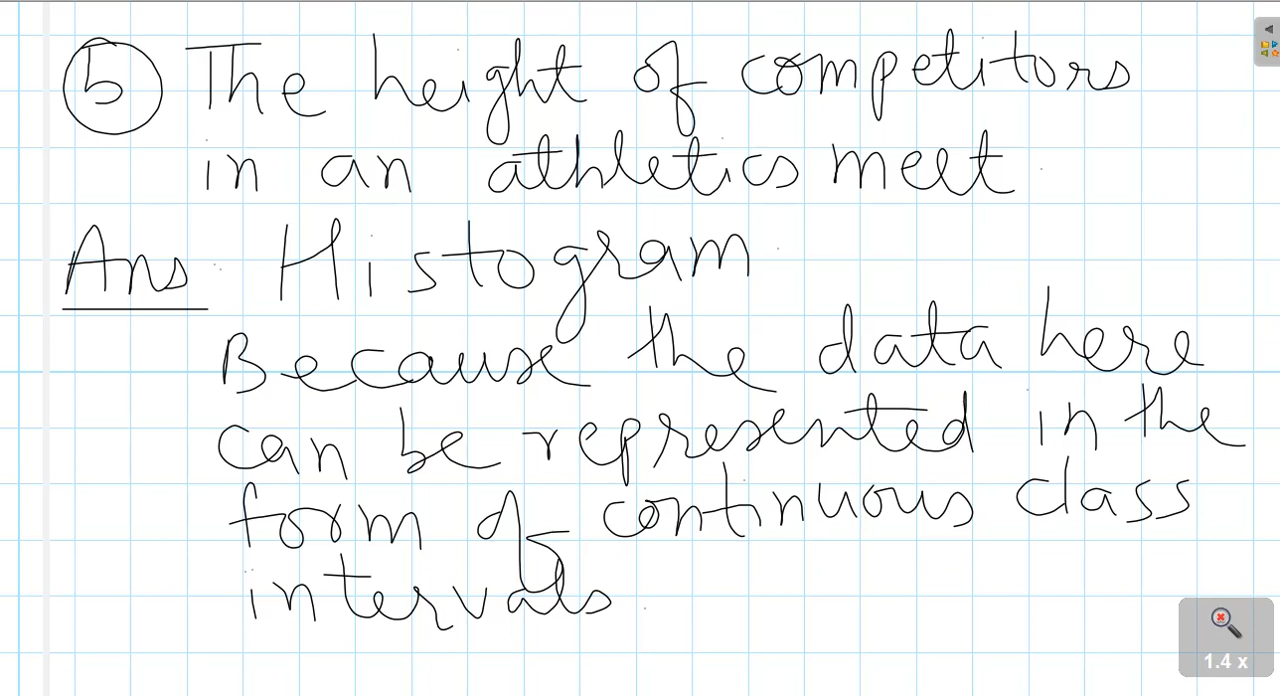 b The height of competitors
in an athletics meet
Ans Histogram
Because the data here
can be represented in the
form of continuous class
intervals
1.4 x